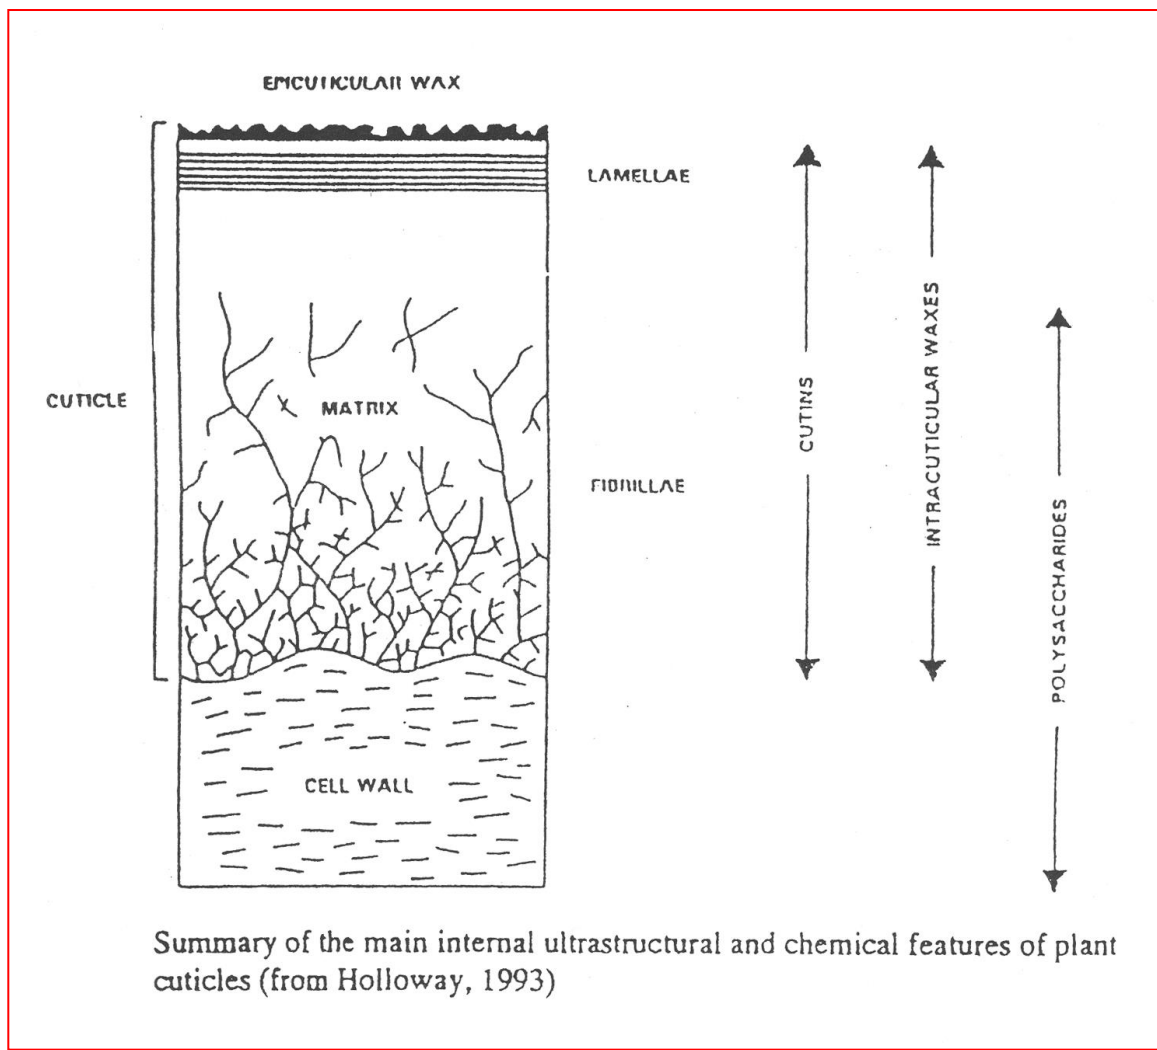 EPICUTICULAR WAX
LAMELLAE
CUTICLE
MATRIX
FIBRILLAE
CELL WALL
CUTINS
INTRACUTICULAR WAXES
POLYSACCHARIDES
Summary of the main internal ultrastructural and chemical features of plant
cuticles (from Holloway, 1993)